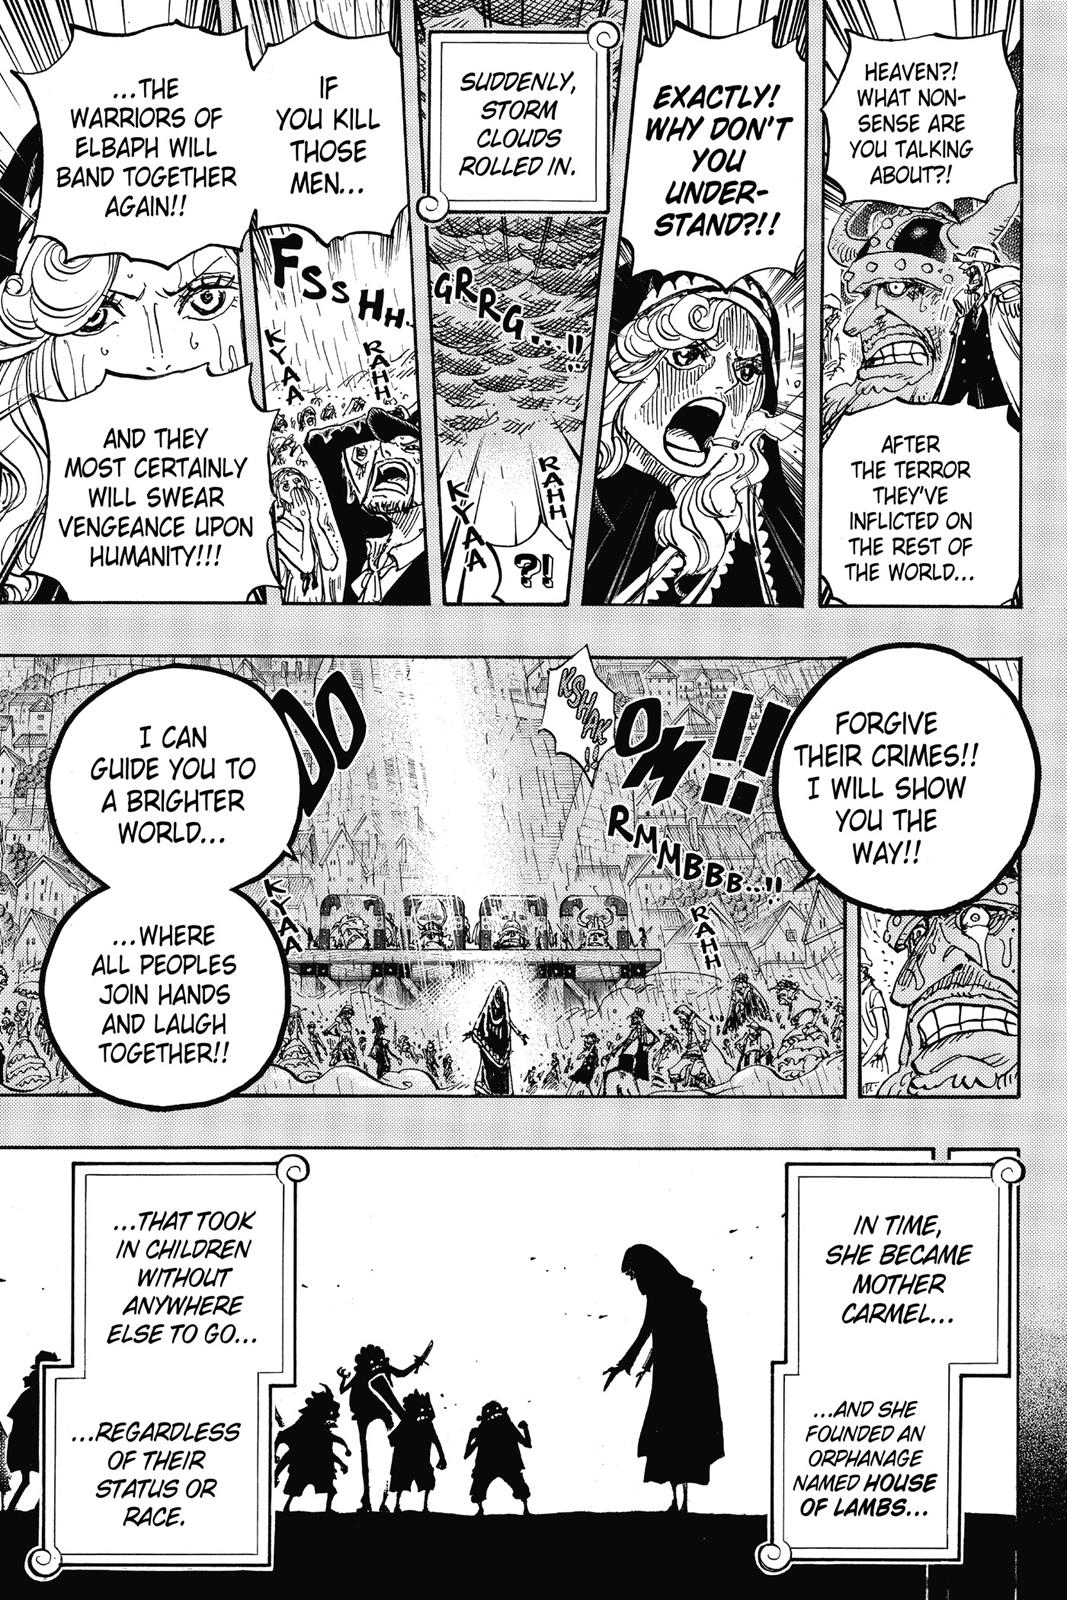 HEAVEN?!
WHAT NON-
SENSE ARE
YOU TALKING
ABOUT?!
AFTER
THE TERROR
THEY'VE
INFLICTED ON
THE REST OF
THE WORLD...
EXACTLY!
WHY DON'T
YOU
UNDER-
STAND?!!
SUDDENLY,
STORM
CLOUDS
ROLLED IN.
GRRG...!!
RAHH
KYAA
?!
IF
YOU KILL
THOSE
MEN...
FSSHHH...
RAHH
KYAA
...THE
WARRIORS OF
ELBAPH WILL
BAND TOGETHER
AGAIN!!
AND THEY
MOST CERTAINLY
WILL SWEAR
VENGEANCE UPON
HUMANITY!!!
FORGIVE
THEIR CRIMES!!
I WILL SHOW
YOU THE
WAY!!
DOOM!!
KSHAK!!
RMMBBB...!!
RAHH
KYAA
I CAN
GUIDE YOU TO
A BRIGHTER
WORLD...
...WHERE
ALL PEOPLES
JOIN HANDS
AND LAUGH
TOGETHER!!
IN TIME,
SHE BECAME
MOTHER
CARMEL...
...AND SHE
FOUNDED AN
ORPHANAGE
NAMED HOUSE
OF LAMBS...
...THAT TOOK
IN CHILDREN
WITHOUT
ANYWHERE
ELSE TO GO...
...REGARDLESS
OF THEIR
STATUS OR
RACE.